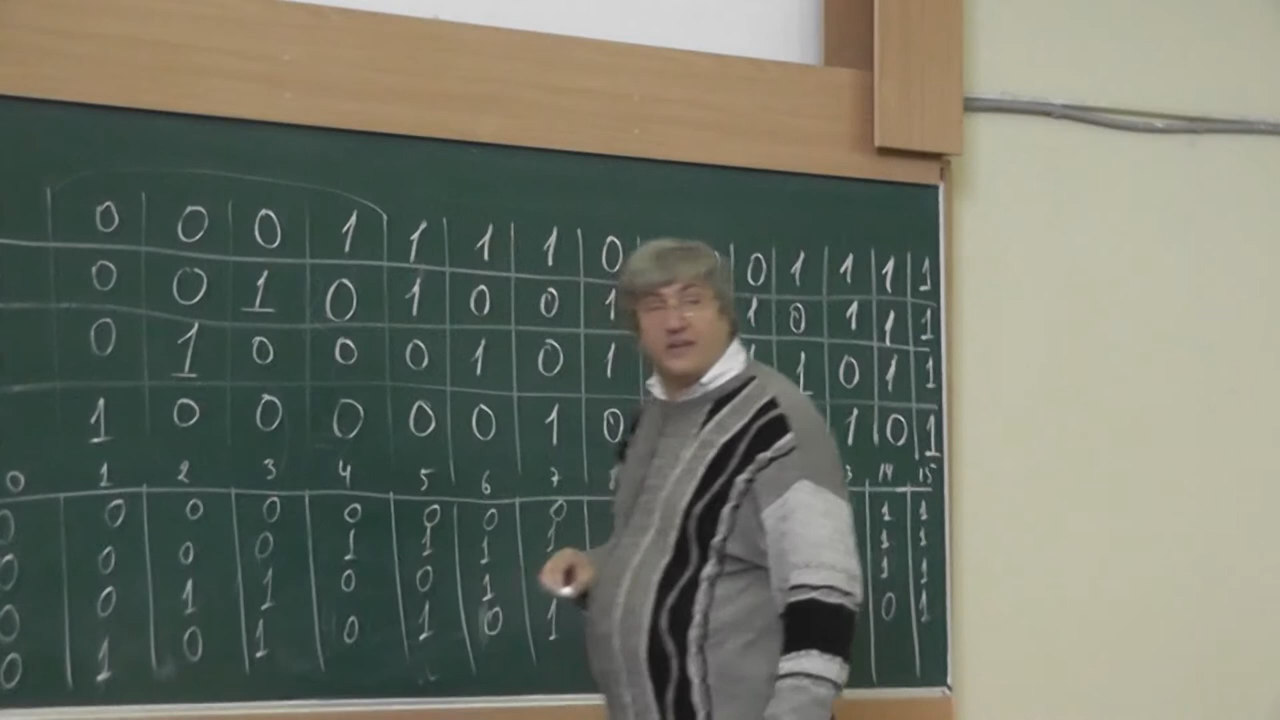 0 0 0 1 1 1 1 0 0 1 1 1 1
0 0 1 0 1 0 0 1 1 0 1 1 1
0 1 0 0 0 1 0 1 1 0 1 1
1 0 0 0 0 0 1 0 1 0 1
0 1 2 3 4 5 6 7 14 15
0 0 0 0 0 0 0 0 1 1
0 0 0 0 1 1 1 1 1 1
0 0 1 1 0 0 1 1 1
0 1 0 1 0 1 0 1 0 1